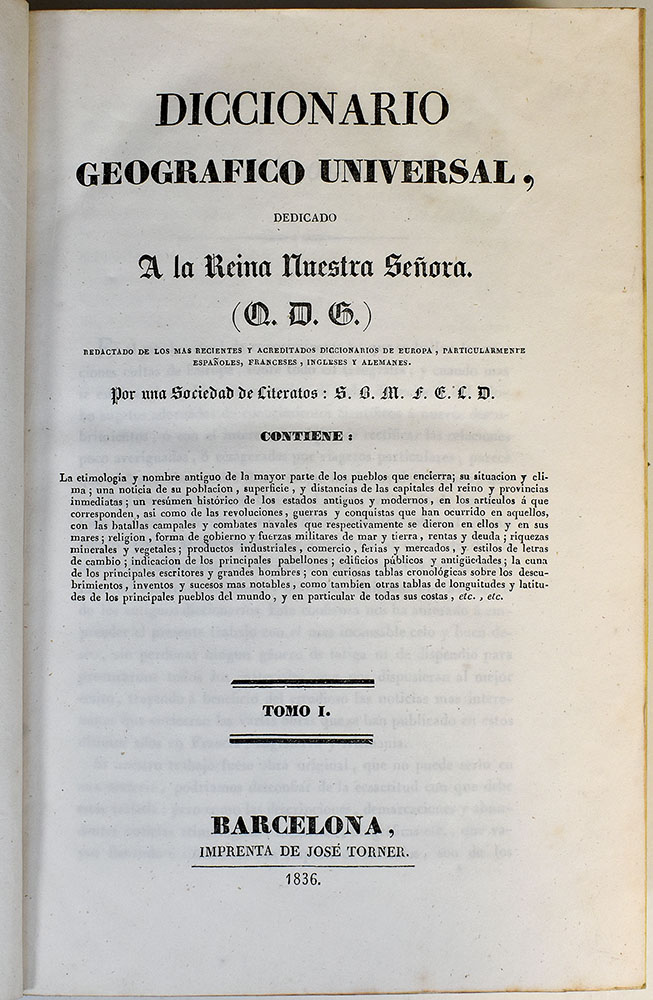 DICCIONARIO
GEOGRAFICO UNIVERSAL,
DEDICADO
A la Reina Nuestra Señora.
(Q. D. G.)
REDACTADO DE LOS MAS RECIENTES Y ACREDITADOS DICCIONARIOS DE EUROPA, PARTICULARMENTE
ESPAÑOLES, FRANCESES, INGLESES Y ALEMANES.
Por una Sociedad de Literatos: S. B. M. F. E. L. D.
CONTIENE:
La etimologia y nombre antiguo de la mayor parte de los pueblos que encierra; su situacion y cli-
ma; una noticia de su poblacion, superficie, y distancias de las capitales del reino y provincias
inmediatas; un resúmen histórico de los estados antiguos y modernos, en los artículos á que
corresponden, asi como de las revoluciones, guerras y conquistas que han ocurrido en aquellos,
con las batallas campales y combates navales que respectivamente se dieron en ellos y en sus
mares; religion, forma de gobierno y fuerzas militares de mar y tierra, rentas y deuda; riquezas
minerales y vegetales; productos industriales, comercio, ferias y mercados, y estilos de letras
de cambio; indicacion de los principales pabellones; edificios públicos y antigüedades; la cuna
de los principales escritores y grandes hombres; con curiosas tablas cronológicas sobre los descu-
brimientos, inventos y sucesos mas notables, como tambien otras tablas de longuitudes y latitu-
des de los principales pueblos del mundo, y en particular de todas sus costas, etc., etc.
TOMO I.
BARCELONA,
IMPRENTA DE JOSÉ TORNER.
1836.